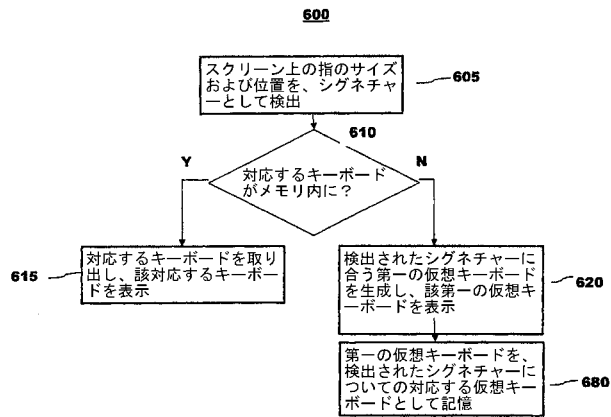 600
スクリーン上の指のサイズ
および位置を、シグネチャ
ーとして検出
605
610
Y
N
対応するキーボード
がメモリ内に？
対応するキーボードを取り
出し、該対応するキーボー
ドを表示
615
検出されたシグネチャーに
合う第一の仮想キーボード
を生成し、該第一の仮想キ
ーボードを表示
620
第一の仮想キーボードを、
検出されたシグネチャーに
ついての対応する仮想キー
ボードとして記憶
680